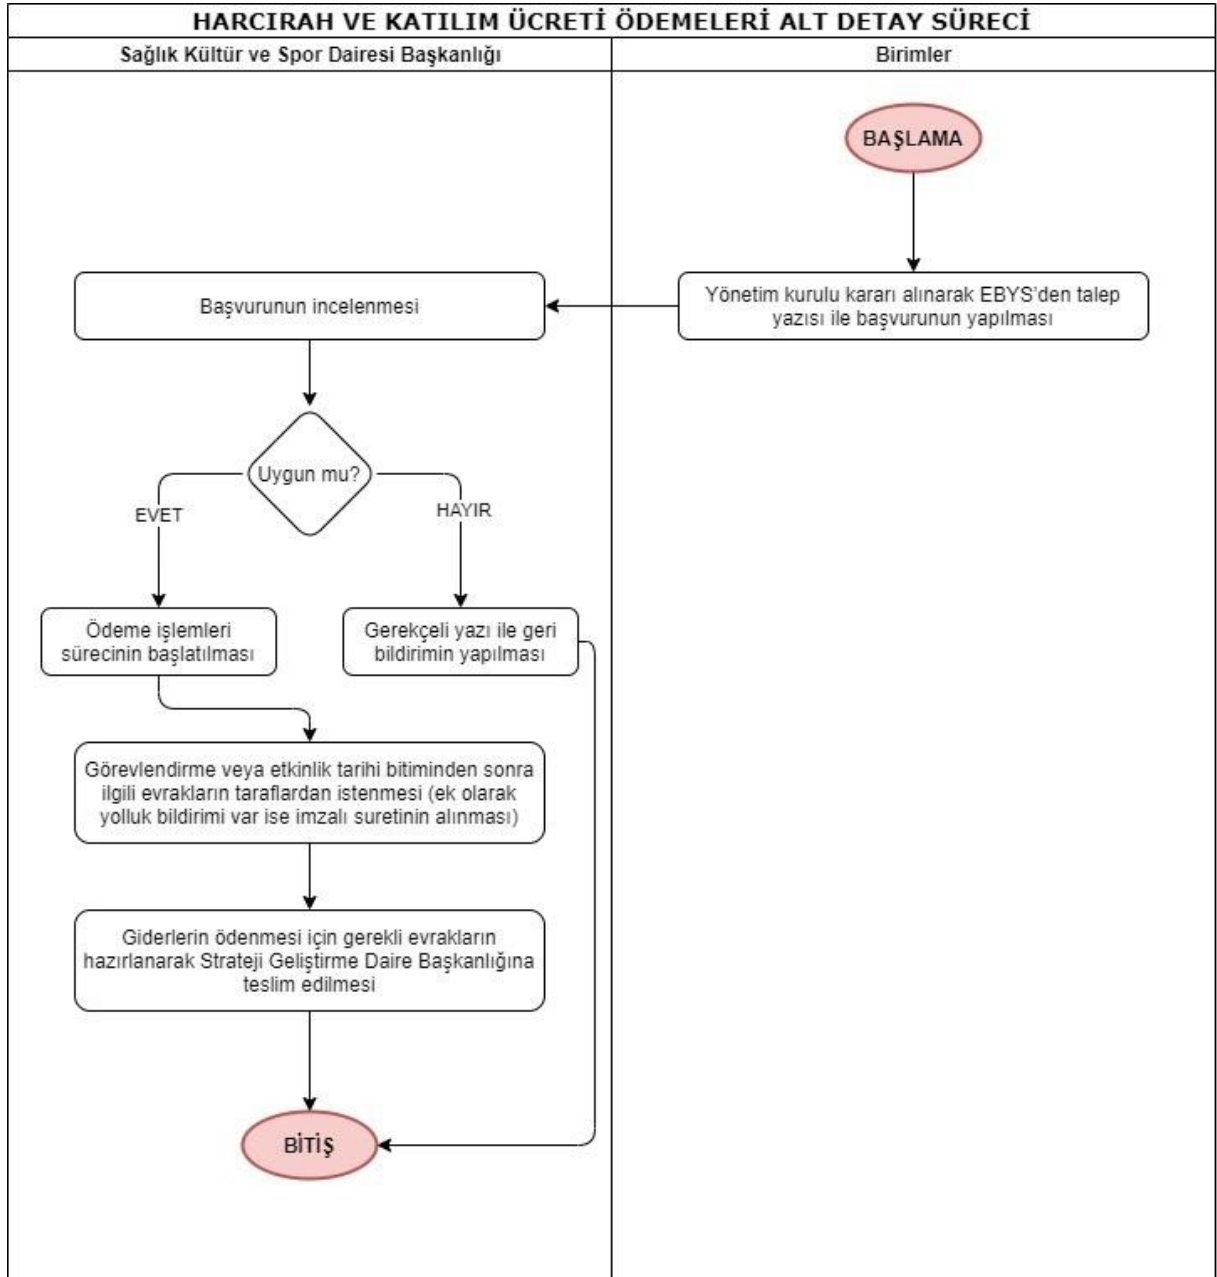 HARCIRAH VE KATILIM ÜCRETİ ÖDEMELERİ ALT DETAY SÜRECİ
Sağlık Kültür ve Spor Dairesi Başkanlığı
Birimler
BAŞLAMA
Yönetim kurulu kararı alınarak EBYS’den talep
yazısı ile başvurunun yapılması
Başvurunun incelenmesi
Uygun mu?
EVET
HAYIR
Ödeme işlemleri
sürecinin başlatılması
Gerekçeli yazı ile geri
bildirimin yapılması
Görevlendirme veya etkinlik tarihi bitiminden sonra
ilgili evrakların taraflardan istenmesi (ek olarak
yolluk bildirimi var ise imzalı suretinin alınması)
Giderlerin ödenmesi için gerekli evrakların
hazırlanarak Strateji Geliştirme Daire Başkanlığına
teslim edilmesi
BİTİŞ